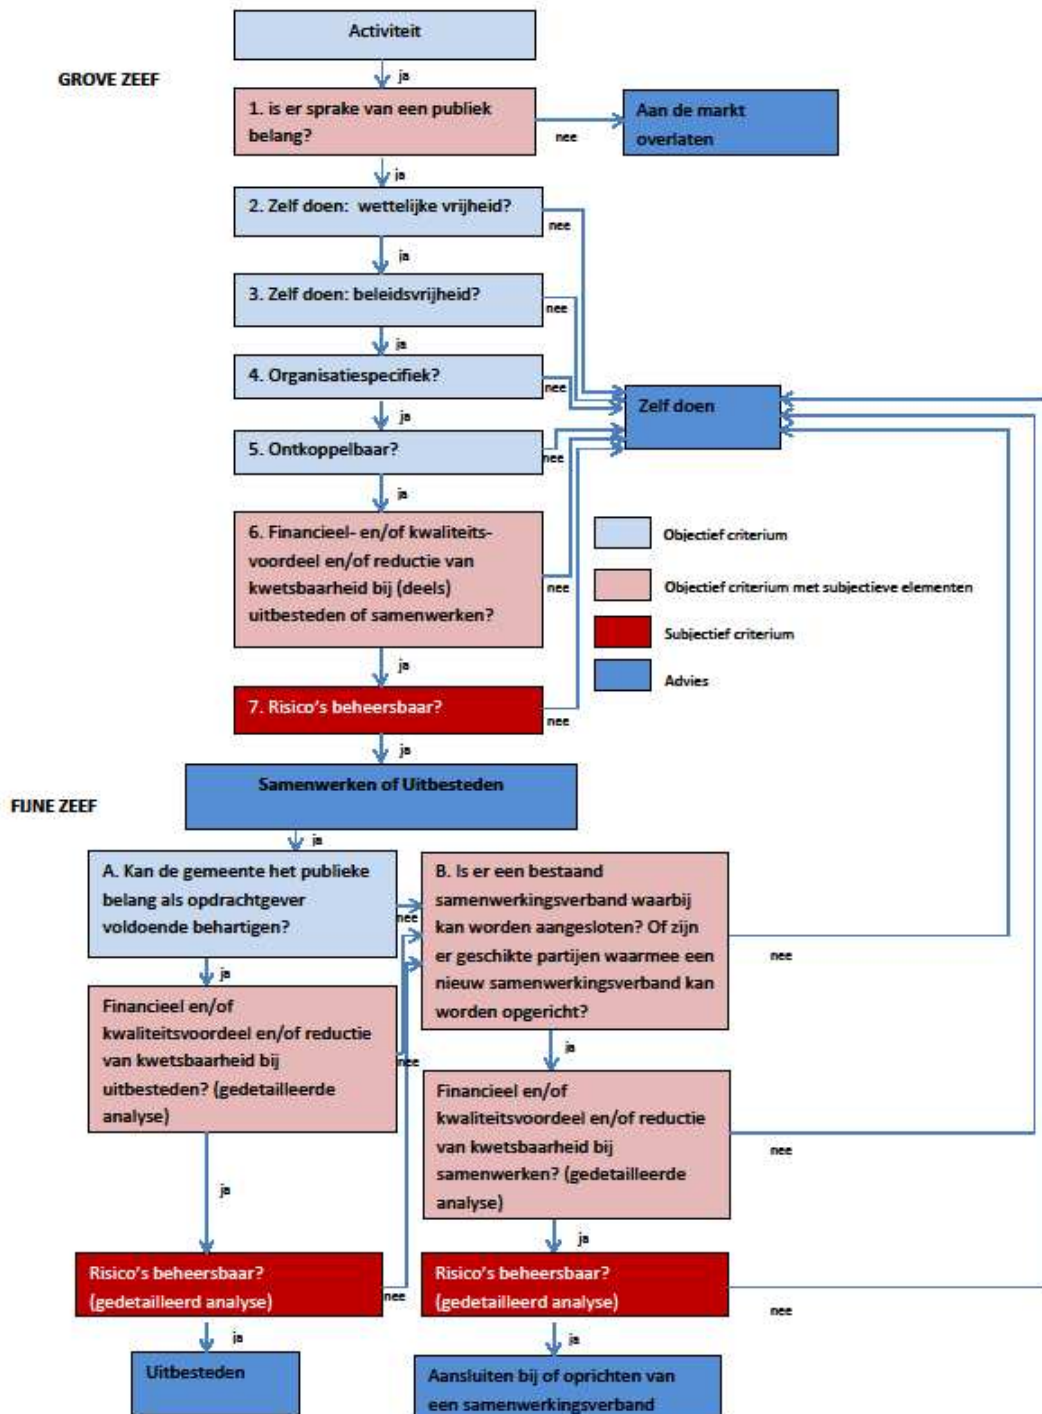 Activiteit
ja
GROVE ZEEF
1. is er sprake van een publiek
belang?
nee
Aan de markt
overlaten
ja
2. Zelf doen: wettelijke vrijheid?
nee
ja
3. Zelf doen: beleidsvrijheid?
nee
ja
4. Organisatiespecifiek?
nee
Zelf doen
ja
5. Ontkoppelbaar?
nee
ja
6. Financieel- en/of kwaliteits-
voordeel en/of reductie van
kwetsbaarheid bij (deels)
uitbesteden of samenwerken?
nee
Objectief criterium
Objectief criterium met subjectieve elementen
Subjectief criterium
Advies
ja
7. Risico's beheersbaar?
nee
ja
Samenwerken of Uitbesteden
FIJNE ZEEF
ja
A. Kan de gemeente het publieke
belang als opdrachtgever
voldoende behartigen?
nee
ja
Financieel en/of
kwaliteitsvoordeel en/of reductie
van kwetsbaarheid bij
uitbesteden? (gedetailleerde
analyse)
nee
ja
Risico's beheersbaar?
(gedetailleerd analyse)
nee
ja
Uitbesteden
B. Is er een bestaand
samenwerkingsverband waarbij
kan worden aangesloten? Of zijn
er geschikte partijen waarmee een
nieuw samenwerkingsverband kan
worden opgericht?
nee
ja
Financieel en/of
kwaliteitsvoordeel en/of reductie
van kwetsbaarheid bij
samenwerken? (gedetailleerde
analyse)
nee
ja
Risico's beheersbaar?
(gedetailleerd analyse)
nee
ja
Aansluiten bij of oprichten van
een samenwerkingsverband